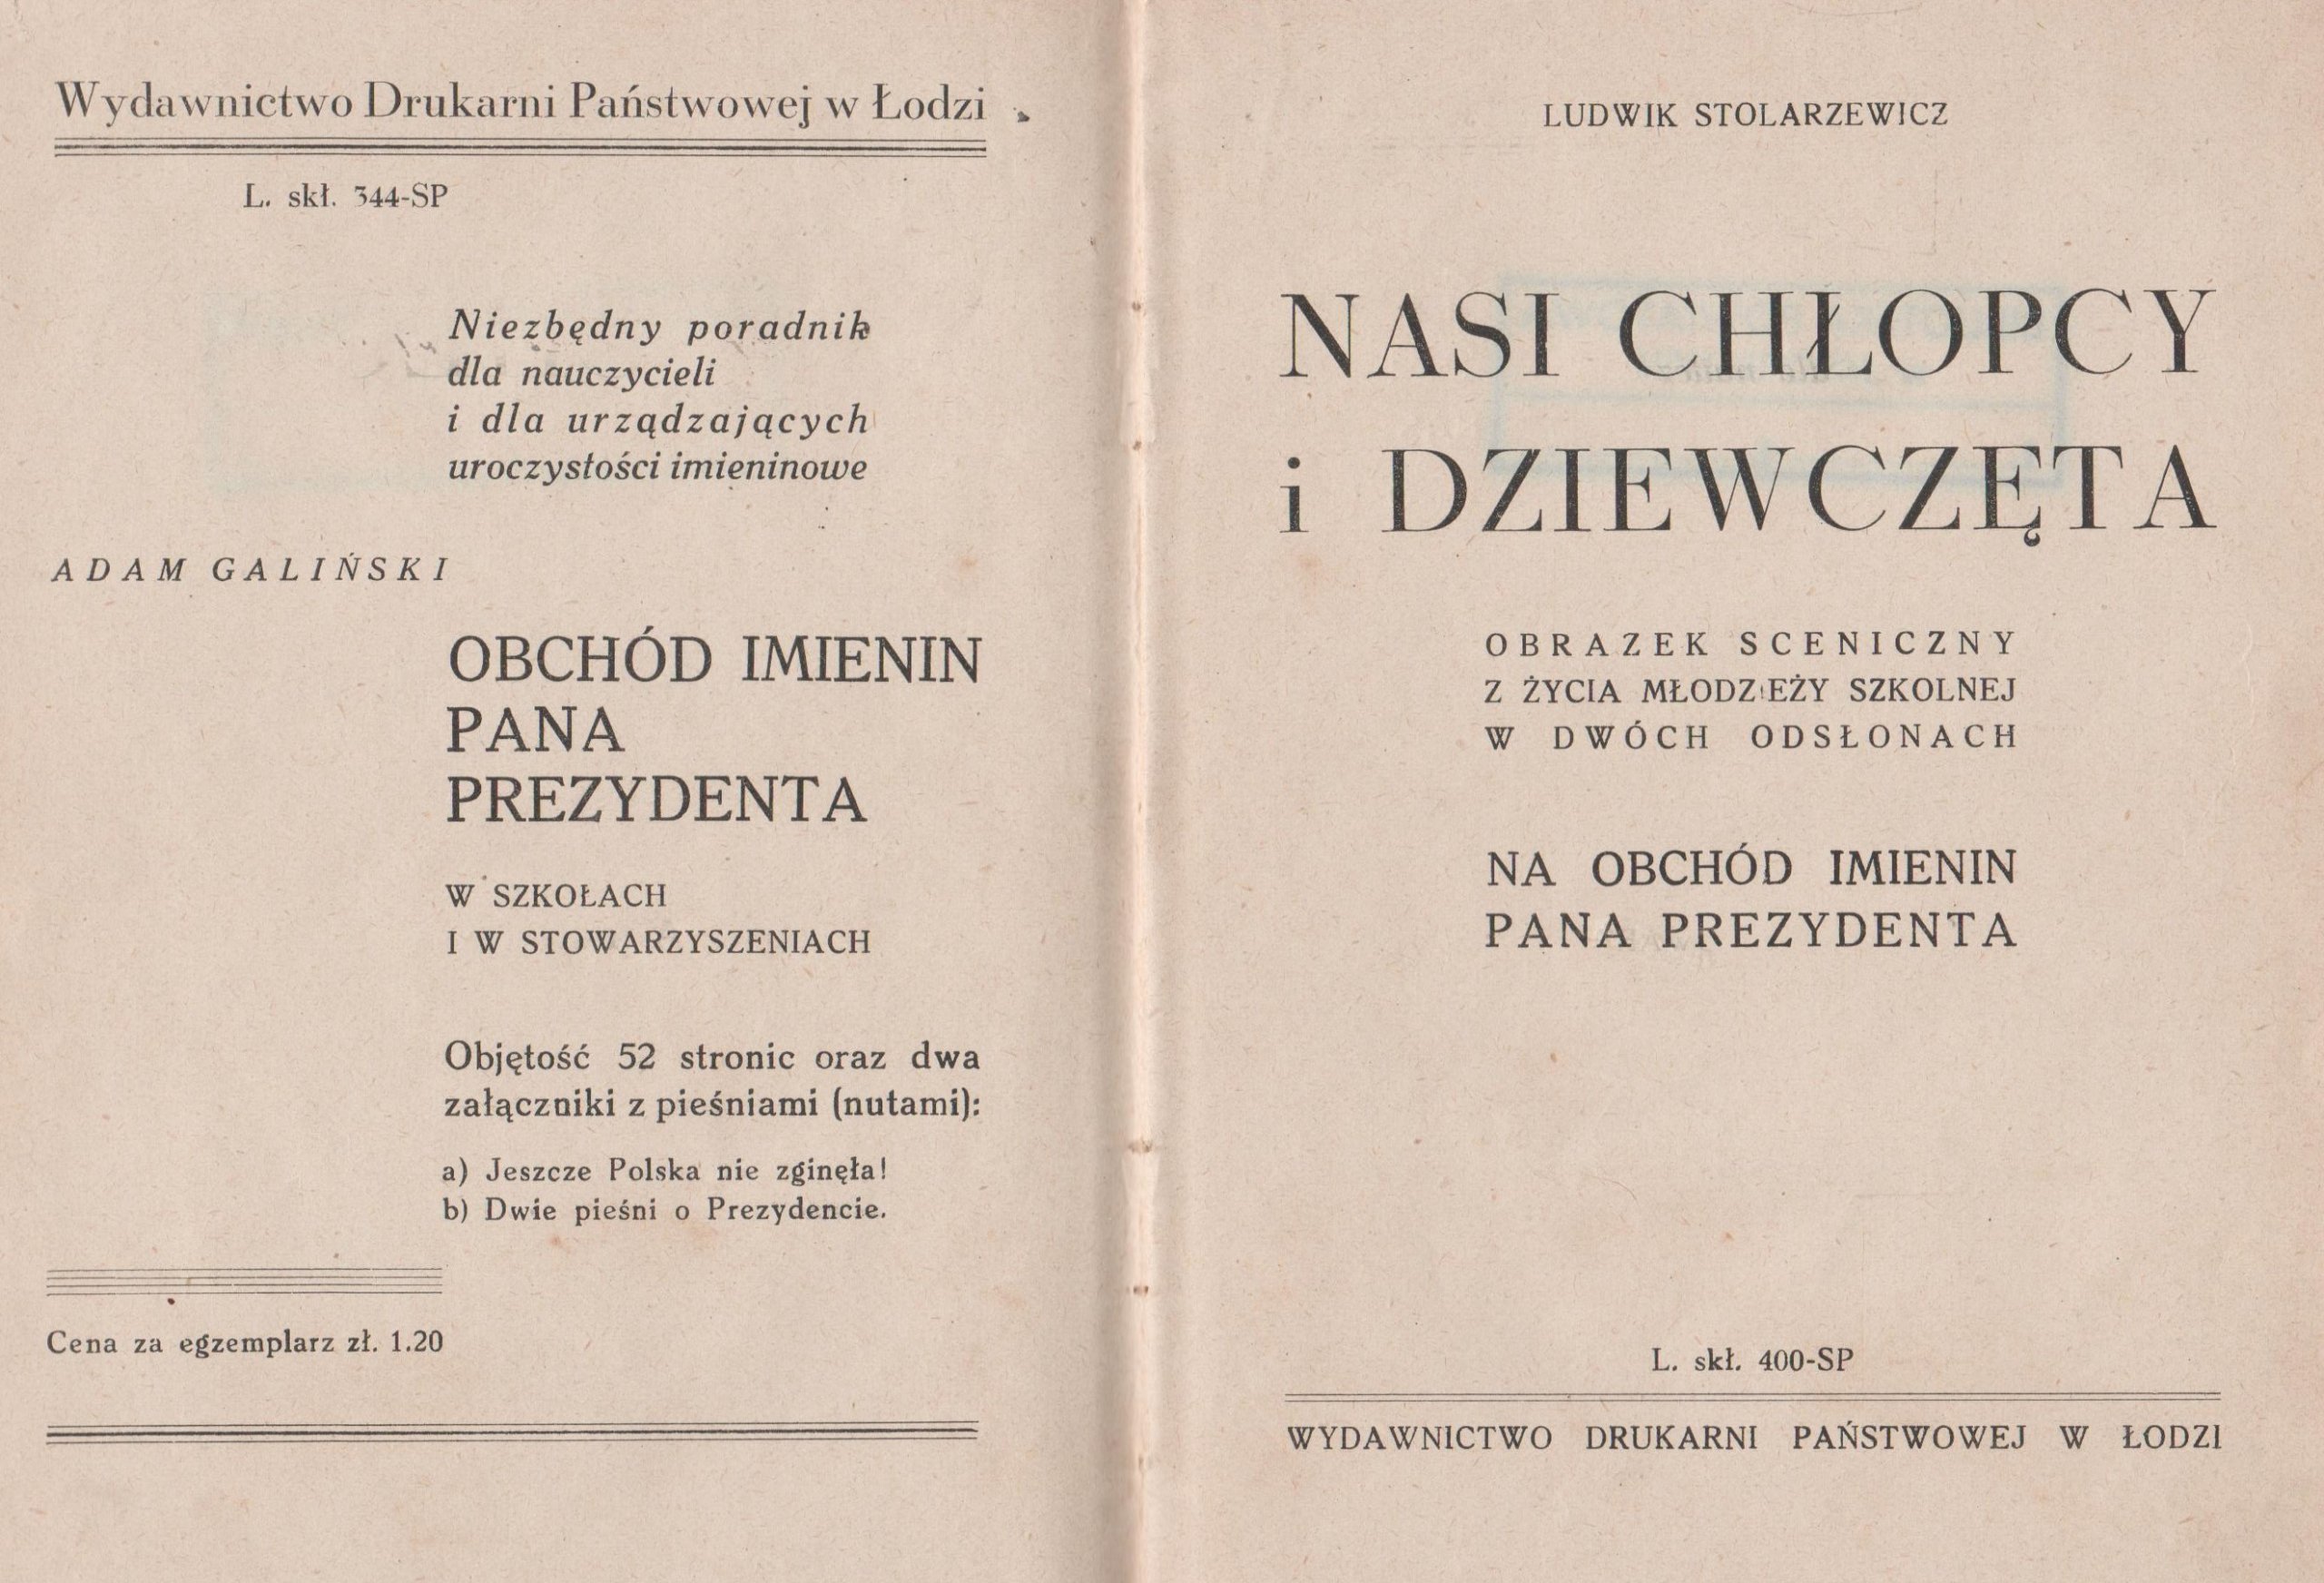 Wydawnictwo Drukarni Państwowej w Łodzi
L. skł. 344-SP
Niezbędny poradnik
dla nauczycieli
i dla urządzających
uroczystości imieninowe
ADAM GALIŃSKI
OBCHÓD IMIENIN
PANA
PREZYDENTA
W SZKOŁACH
I W STOWARZYSZENIACH
Objętość 52 stronic oraz dwa
załączniki z pieśniami (nutami):
a) Jeszcze Polska nie zginęła!
b) Dwie pieśni o Prezydencie.
Cena za egzemplarz zł. 1.20
LUDWIK STOLARZEWICZ
NASI CHŁOPCY
i DZIEWCZĘTA
OBRAZEK SCENICZNY
Z ŻYCIA MŁODZIEŻY SZKOLNEJ
W DWÓCH ODSŁONACH
NA OBCHÓD IMIENIN
PANA PREZYDENTA
L. skł. 400-SP
WYDAWNICTWO DRUKARNI PAŃSTWOWEJ W ŁODZI